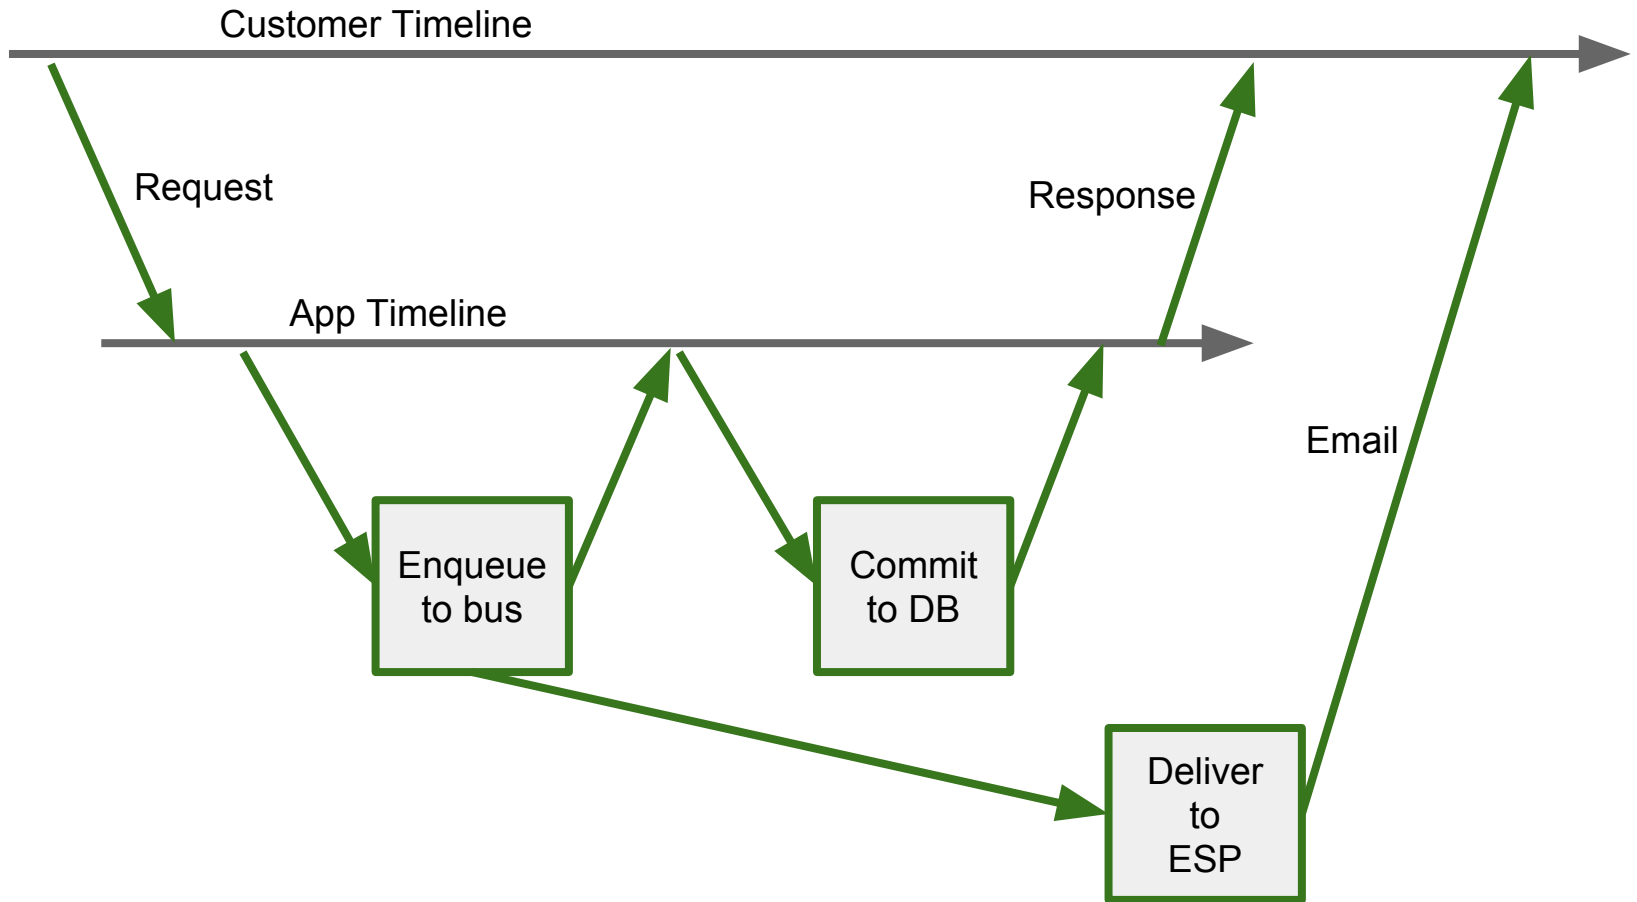 Customer Timeline
Request
Response
App Timeline
Email
Enqueue
to bus
Commit
to DB
Deliver
to
ESP